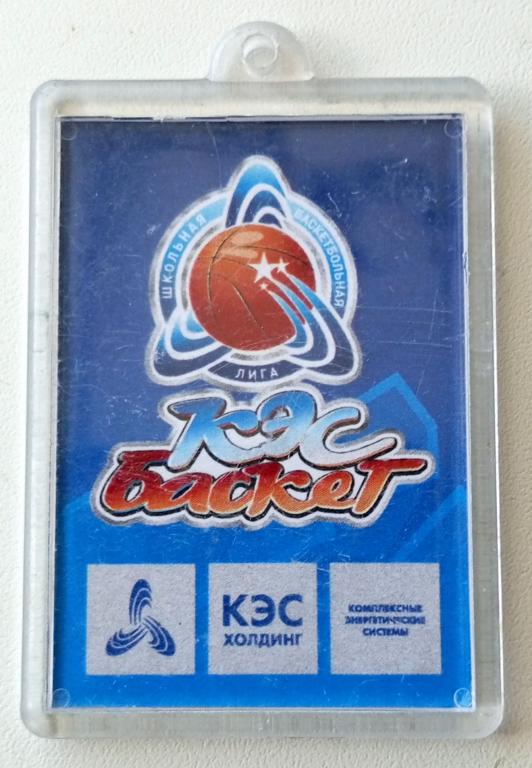 ШКОЛЬНАЯ
БАСКЕТБОЛЬНАЯ
ЛИГА
КЭС
баскет
КЭС
ХОЛДИНГ
КОМПЛЕКСНЫЕ
ЭНЕРГЕТИЧЕСКИЕ
СИСТЕМЫ